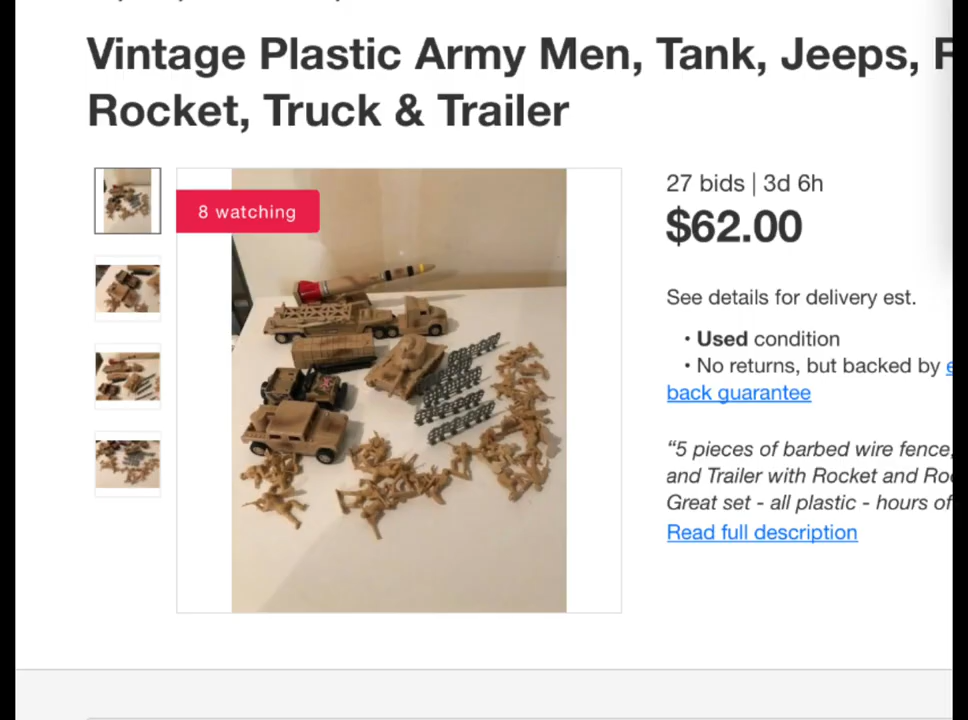 Vintage Plastic Army Men, Tank, Jeeps,
Rocket, Truck & Trailer
8 watching
27 bids | 3d 6h
$62.00
See details for delivery est.
• Used condition
• No returns, but backed by
back guarantee
“5 pieces of barbed wire fence,
and Trailer with Rocket and
Great set - all plastic - hours of
Read full description